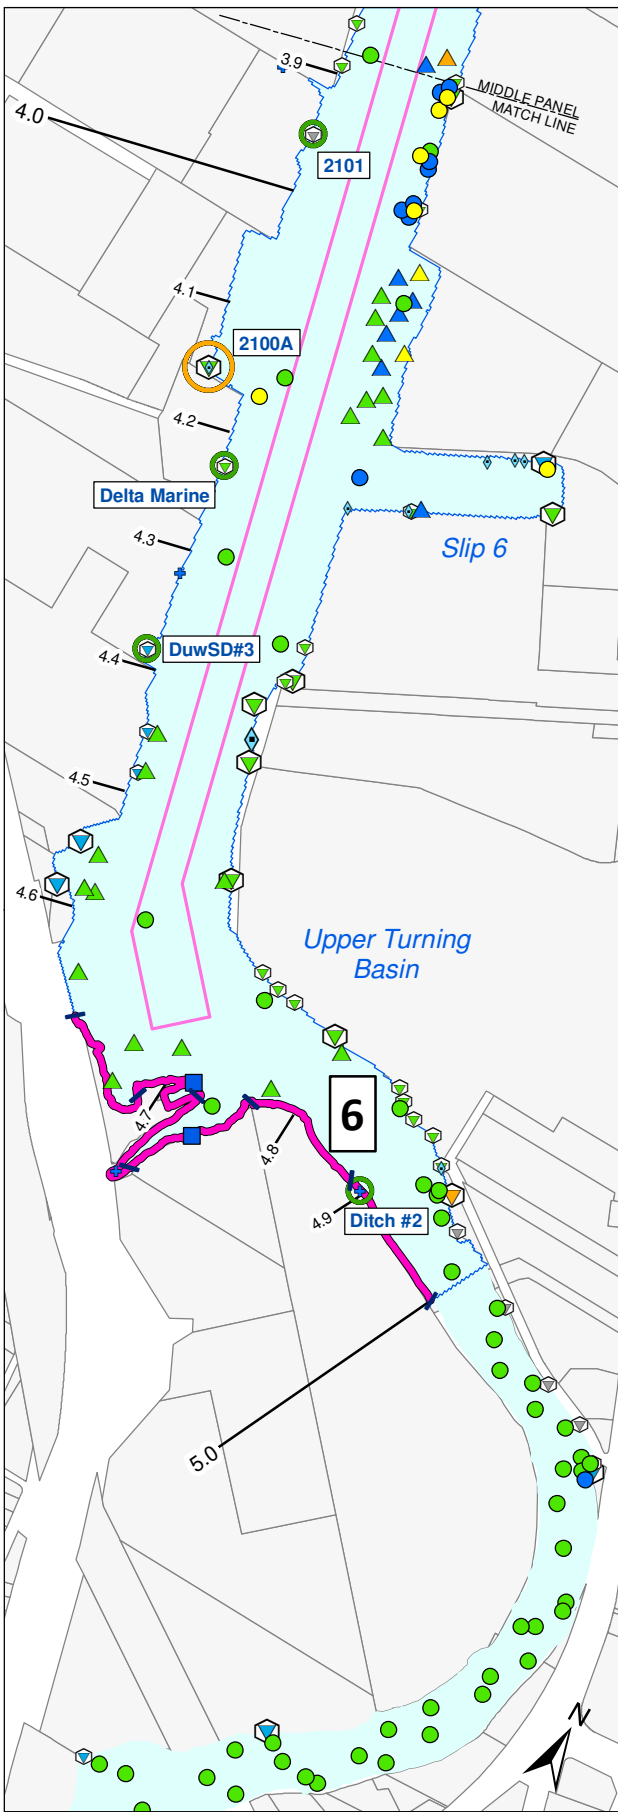 3.9
MIDDLE PANEL
MATCH LINE
4.0
2101
4.1
2100A
4.2
Delta Marine
4.3
Slip 6
DuwSD#3
4.4
4.5
4.6
Upper Turning
Basin
4.7
6
4.8
4.9
Ditch #2
5.0
N